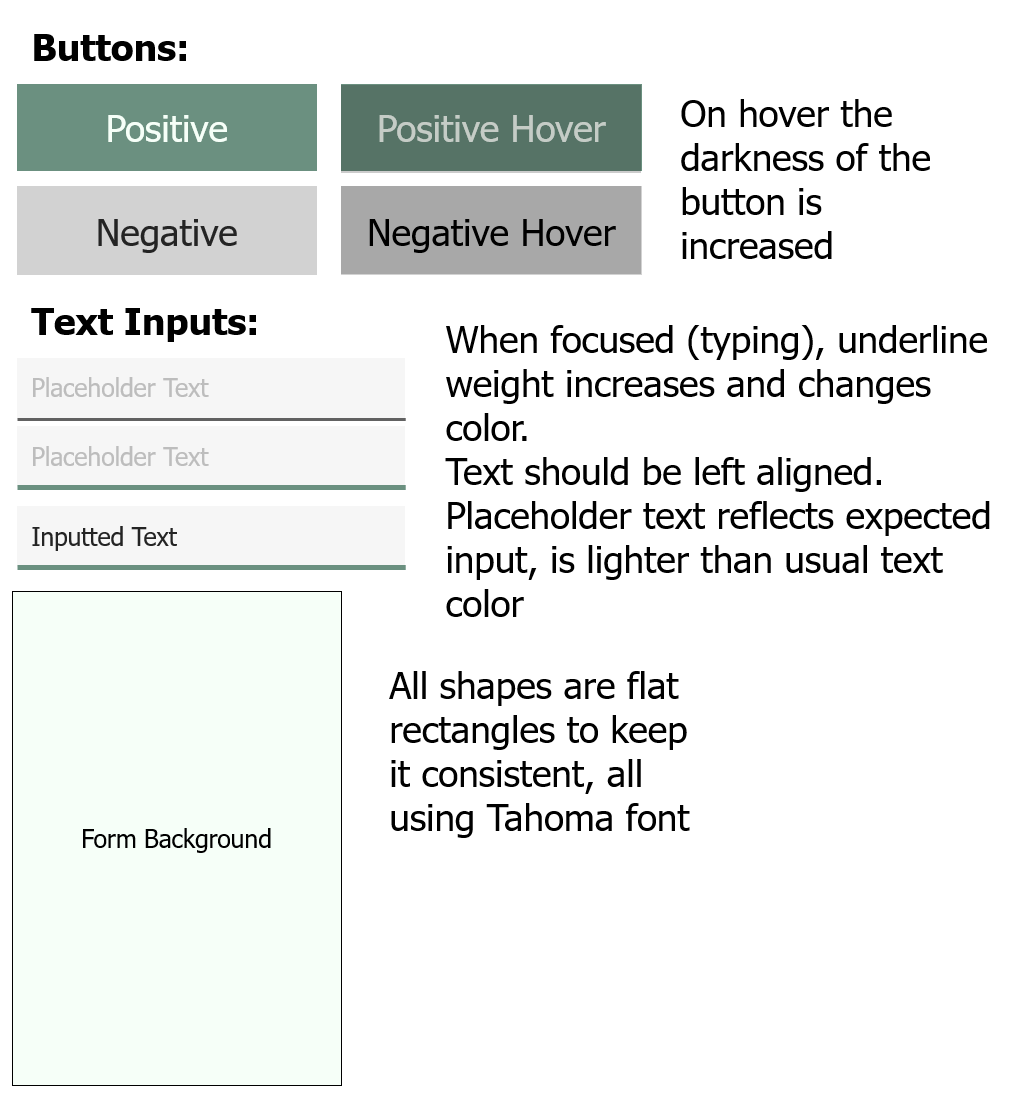 Buttons:
Positive
Positive Hover
On hover the
darkness of the
button is
increased
Negative
Negative Hover
Text Inputs:
Placeholder Text
Placeholder Text
Inputted Text
When focused (typing), underline
weight increases and changes
color.
Text should be left aligned.
Placeholder text reflects expected
input, is lighter than usual text
color
Form Background
All shapes are flat
rectangles to keep
it consistent, all
using Tahoma font